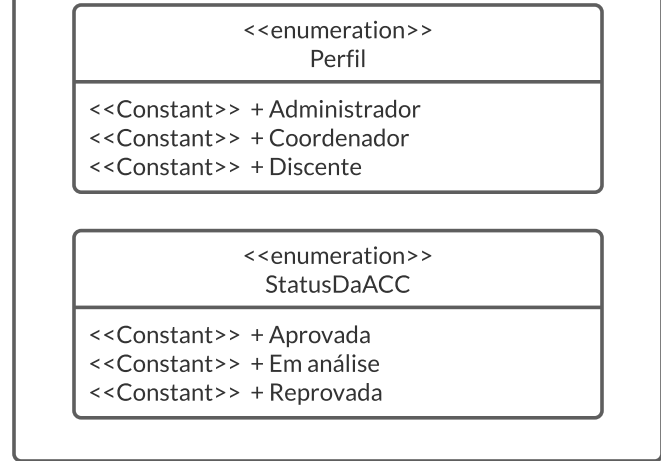 <<enumeration>>
Perfil
<<Constant>> + Administrador
<<Constant>> + Coordenador
<<Constant>> + Discente
<<enumeration>>
StatusDaACC
<<Constant>> + Aprovada
<<Constant>> + Em análise
<<Constant>> + Reprovada